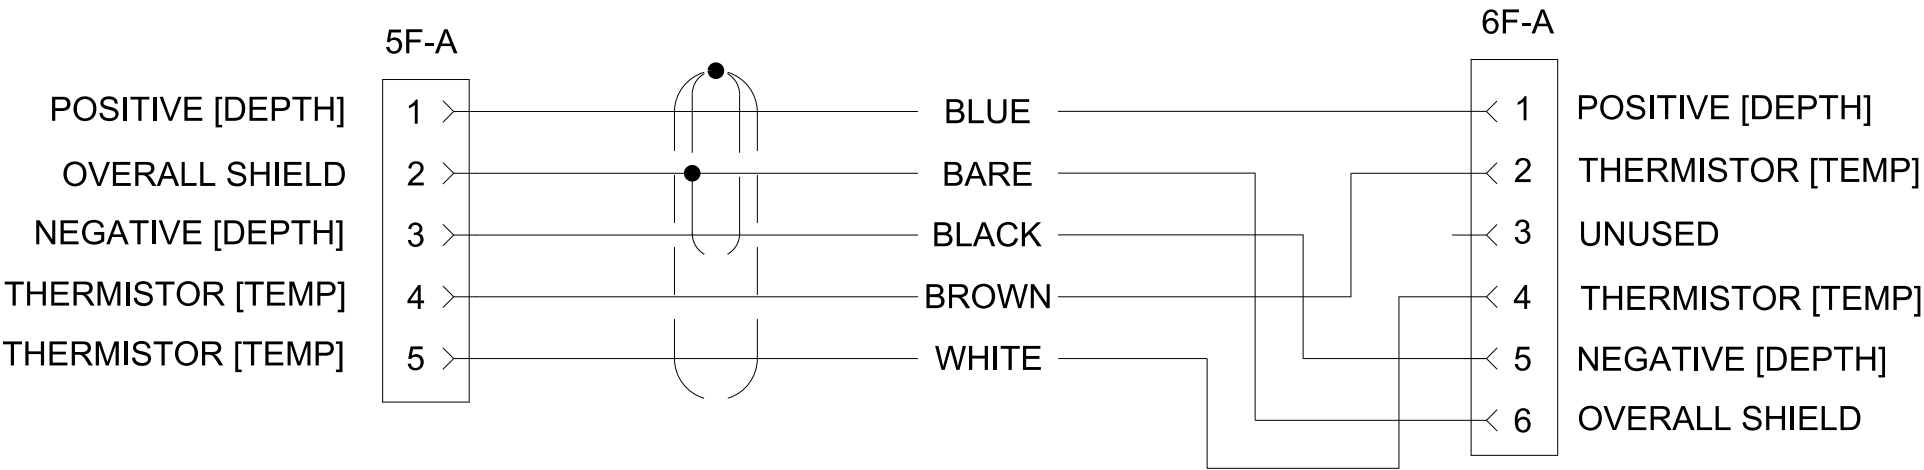 5F-A
6F-A
POSITIVE [DEPTH] 1 BLUE 1 POSITIVE [DEPTH]
OVERALL SHIELD 2 BARE 2 THERMISTOR [TEMP]
NEGATIVE [DEPTH] 3 BLACK 3 UNUSED
THERMISTOR [TEMP] 4 BROWN 4 THERMISTOR [TEMP]
THERMISTOR [TEMP] 5 WHITE 5 NEGATIVE [DEPTH]
6 OVERALL SHIELD